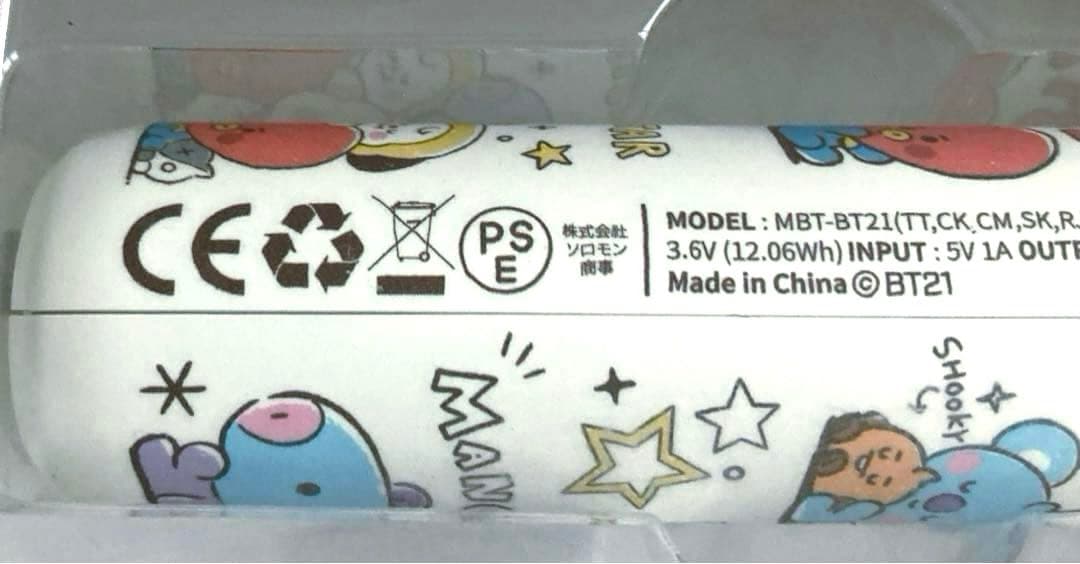 CE
PS
E
株式会社
ソロモン
商事
MODEL : MBT-BT21(TT,CK,CM,SK,R
3.6V (12.06Wh) INPUT : 5V 1A
Made in China © BT21
MANG
SHOOKY